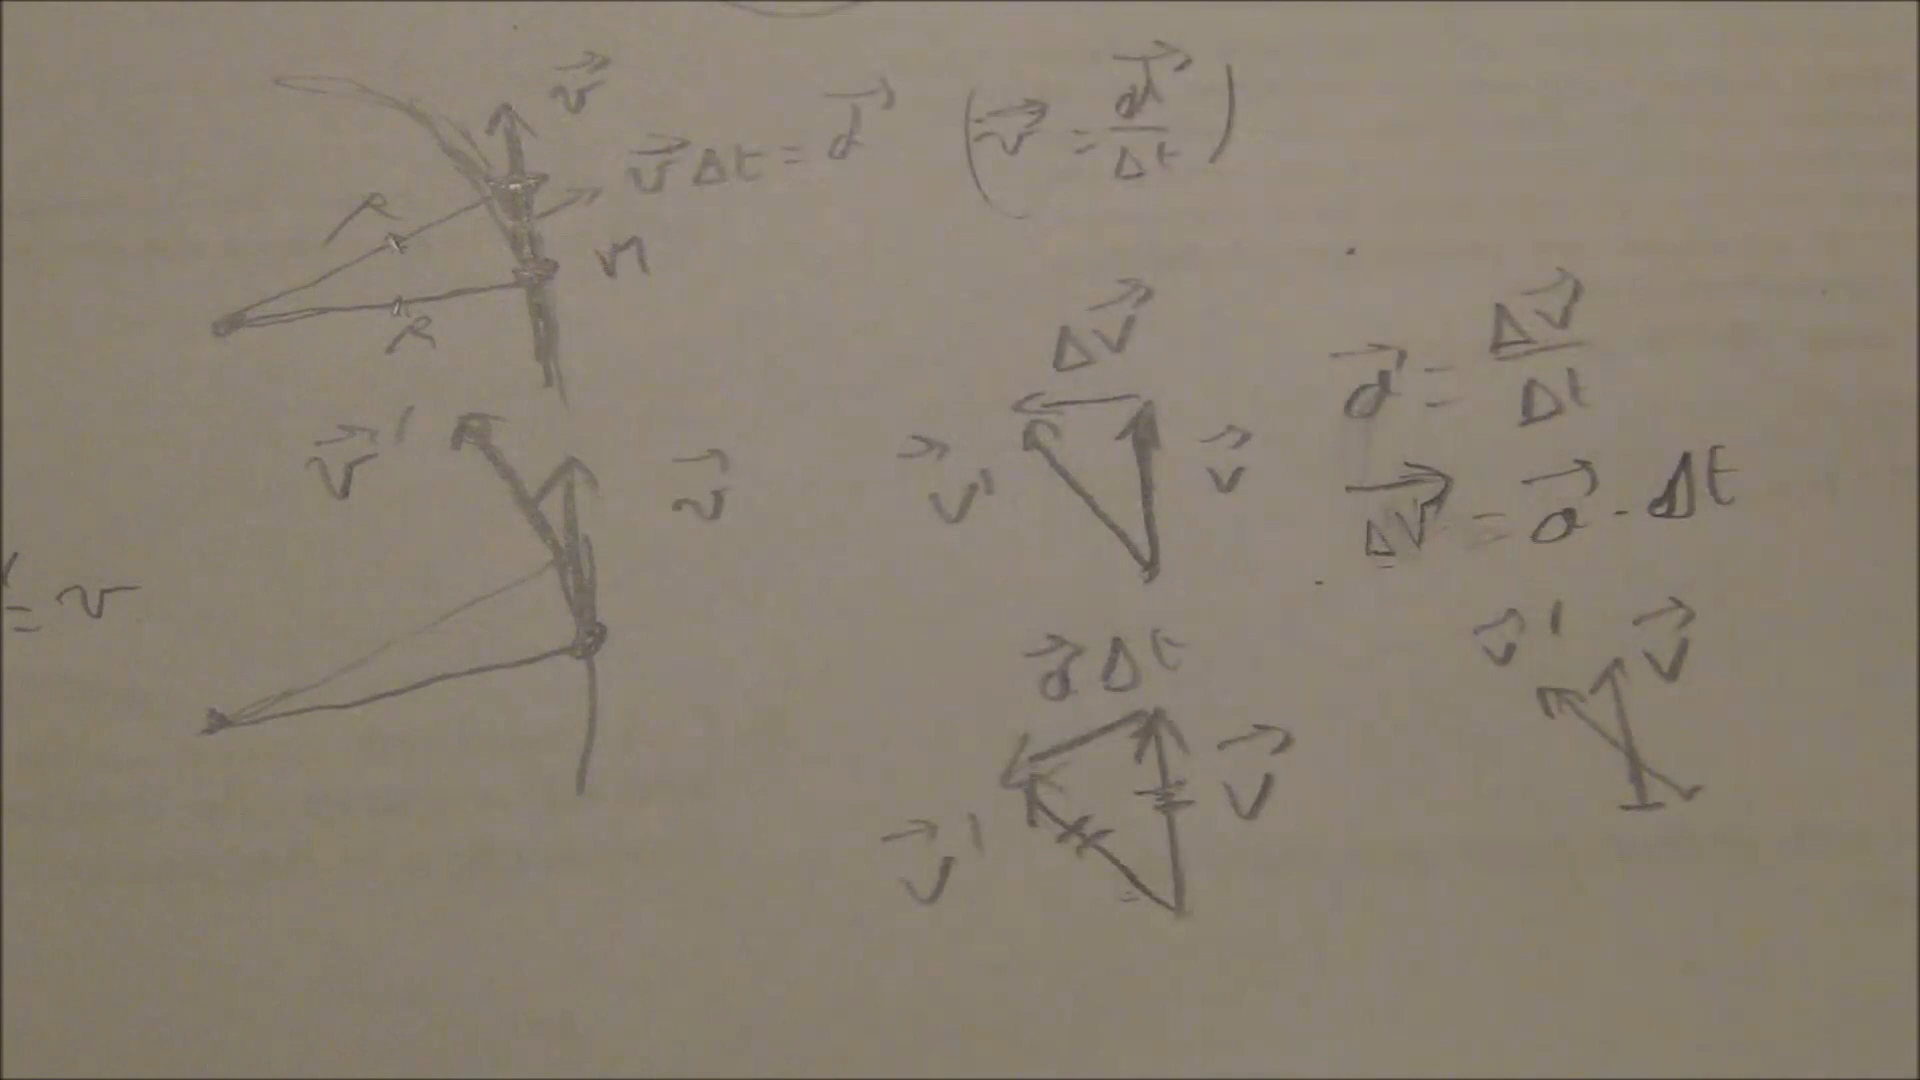 v⃗
v⃗ Δt = d⃗ (v⃗ = d⃗/Δt)
R
M
R
Δv⃗
a⃗ = Δv⃗/Δt
v⃗' v⃗
v⃗' v⃗
Δv⃗ = a⃗ · Δt
= v
a⃗ Δt
v⃗' v⃗
v⃗
v⃗'